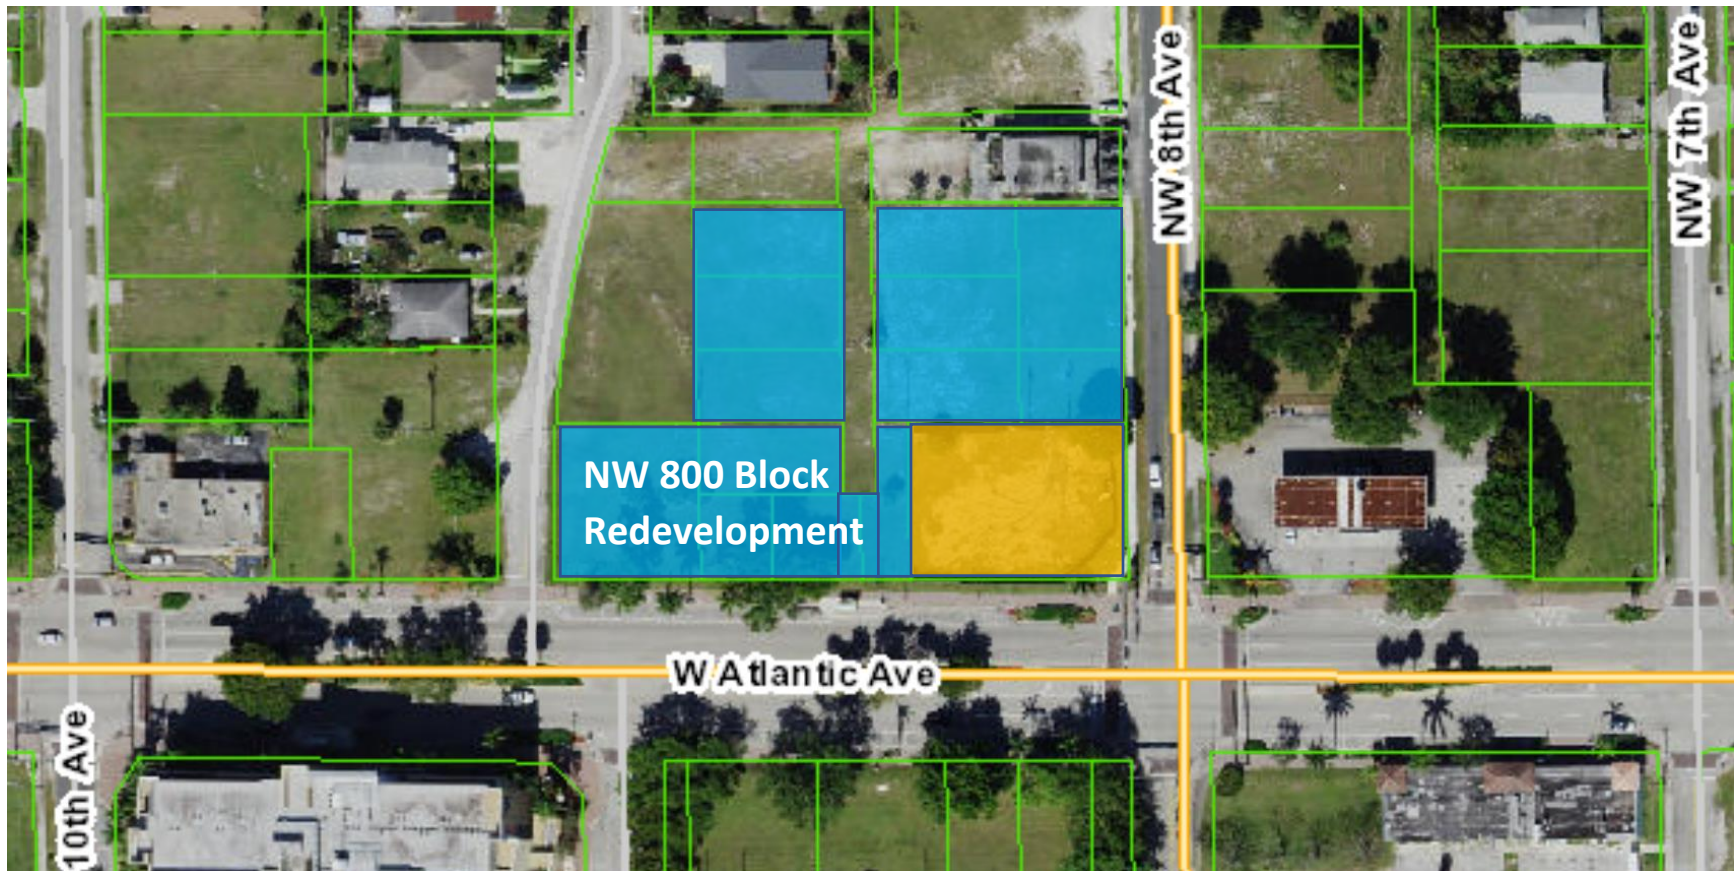 NW 8th Ave
NW 7th Ave
NW 800 Block
Redevelopment
W Atlantic Ave
10th Ave